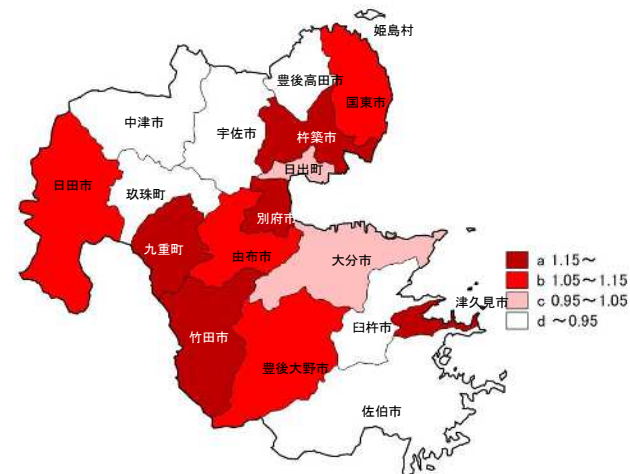 姫島村
豊後高田市
国東市
中津市
宇佐市
杵築市
日出町
日田市
玖珠町
別府市
九重町
由布市
大分市
a 1.15～
b 1.05～1.15
c 0.95～1.05
d ～0.95
津久見市
臼杵市
竹田市
豊後大野市
佐伯市